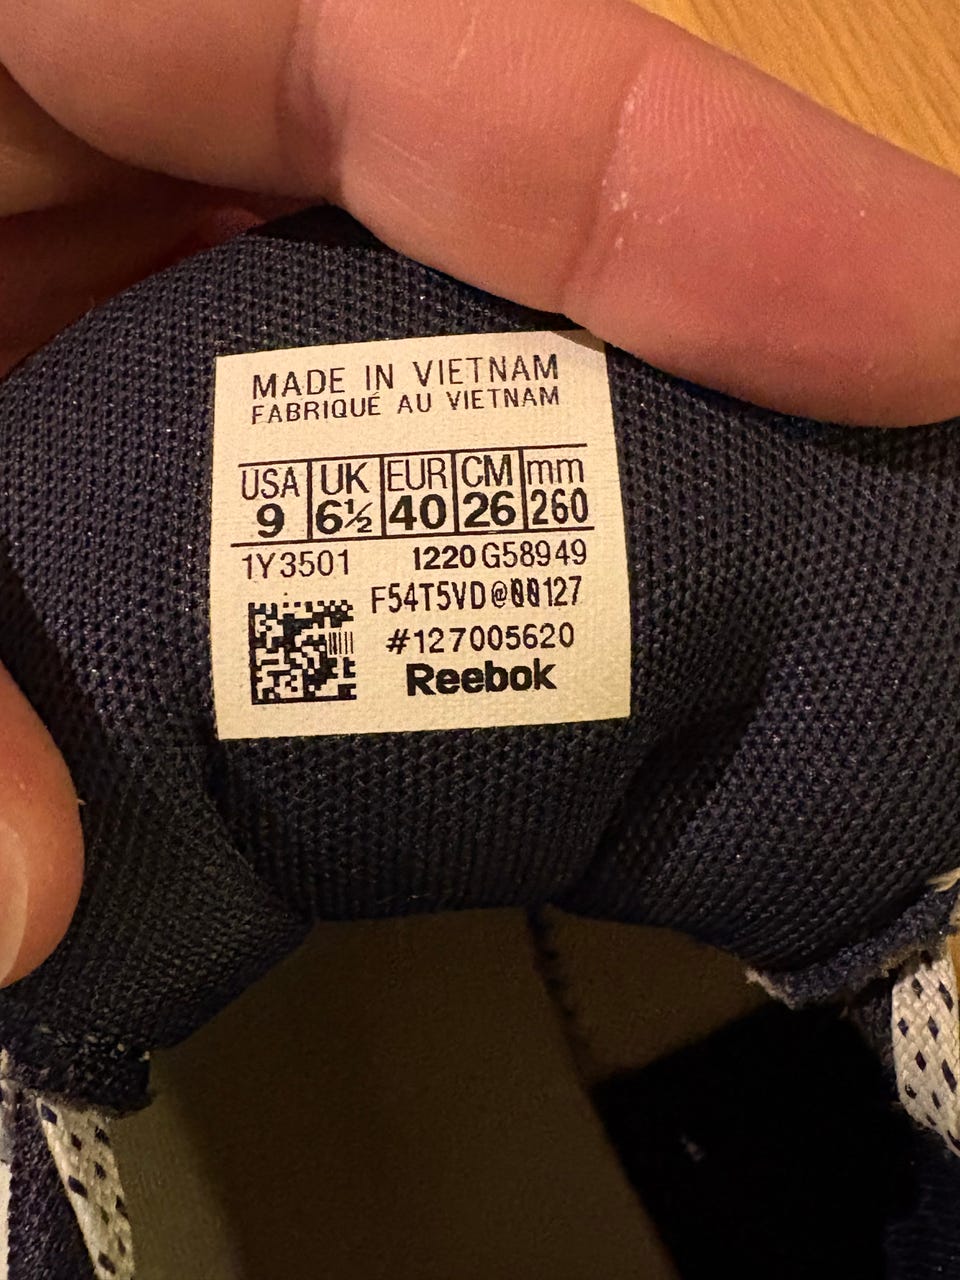 MADE IN VIETNAM
FABRIQUÉ AU VIETNAM
USA UK EUR CM mm
9 6½ 40 26 260
1Y3501 1220 G58949
F54T5VD@00127
#127005620
Reebok